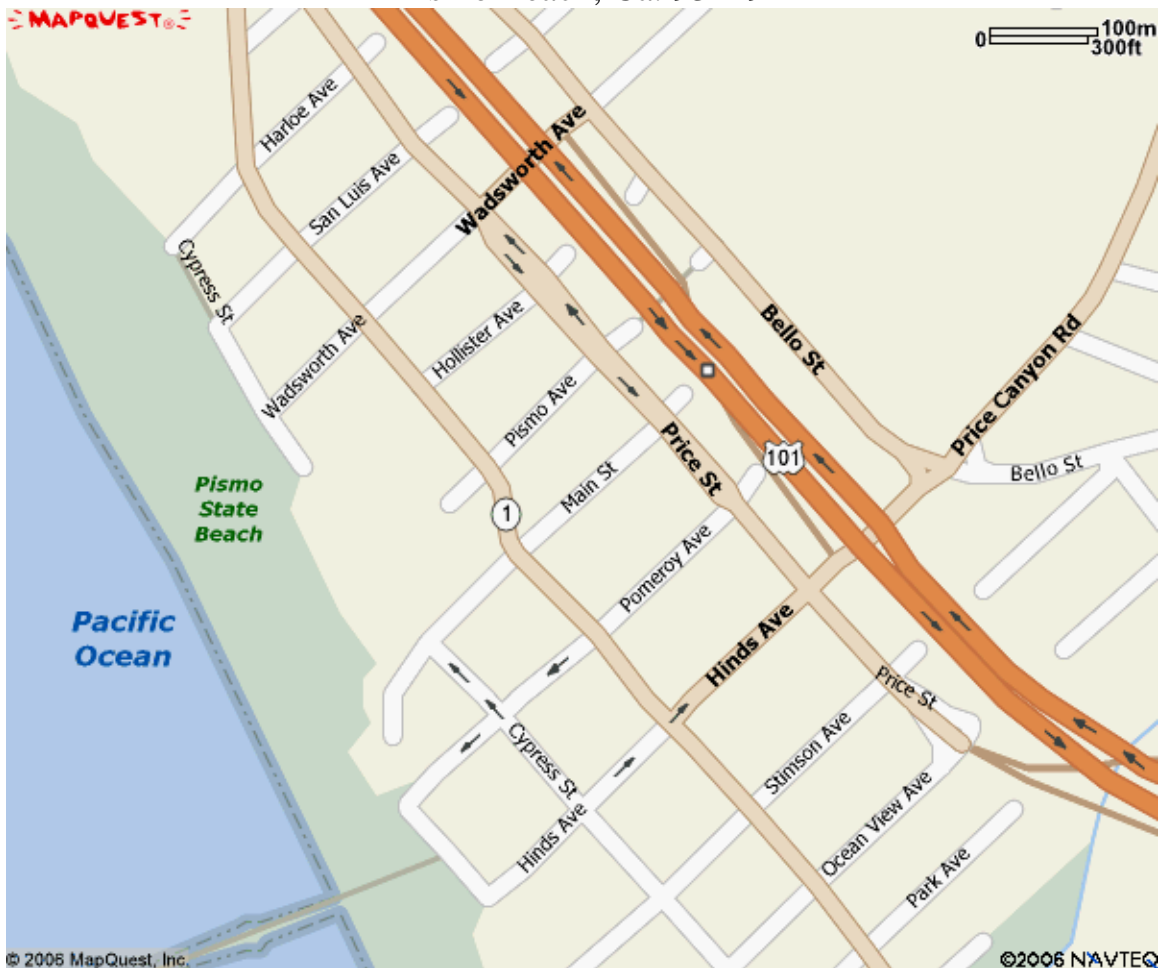 MAPQUEST
100m
0
300ft
Harloe Ave
San Luis Ave
Wadsworth Ave
Cypress St
Hollister Ave
Wadsworth Ave
Bello St
Price Canyon Rd
Pismo Ave
Price St
101
Bello St
Main St
Pismo
State
Beach
1
Pomeroy Ave
Pacific
Ocean
Hinds Ave
Price St
Stimson Ave
Cypress St
Hinds Ave
Ocean View Ave
Park Ave
© 2006 MapQuest, Inc.
©2006 NAVTEQ